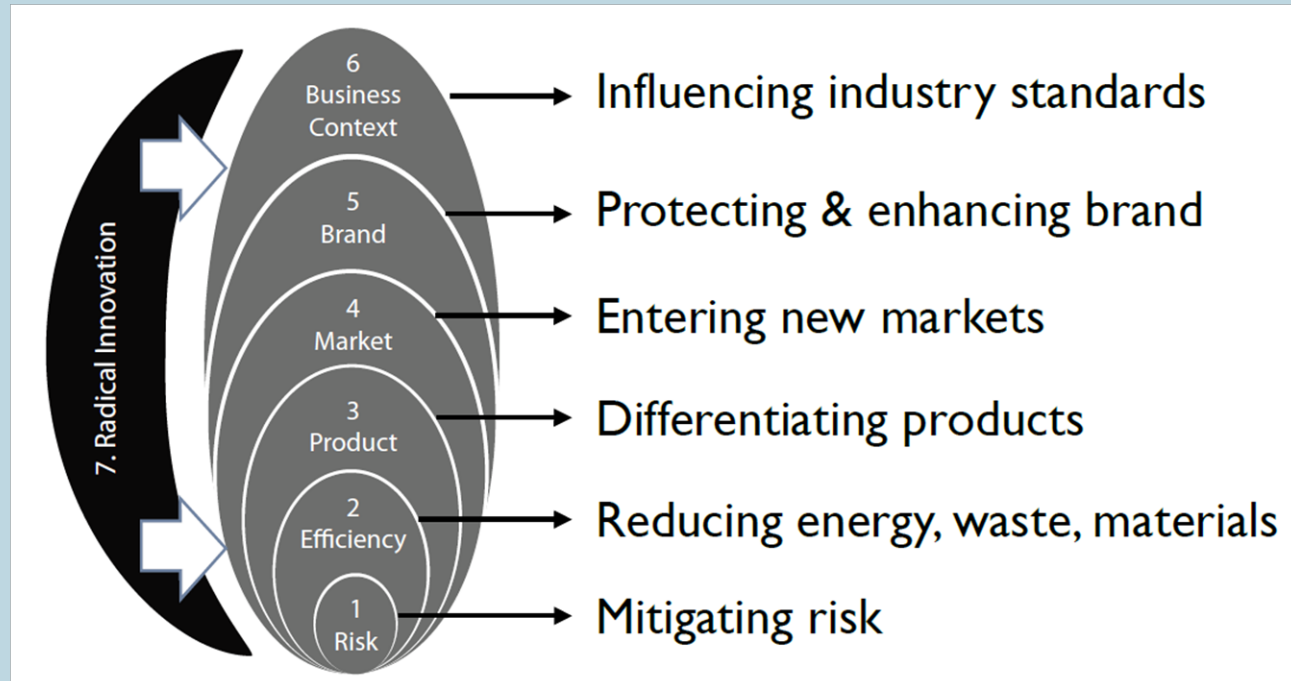 6
Business
Context
Influencing industry standards
5
Brand
Protecting & enhancing brand
4
Market
Entering new markets
3
Product
Differentiating products
2
Efficiency
Reducing energy, waste, materials
1
Risk
Mitigating risk
7. Radical Innovation